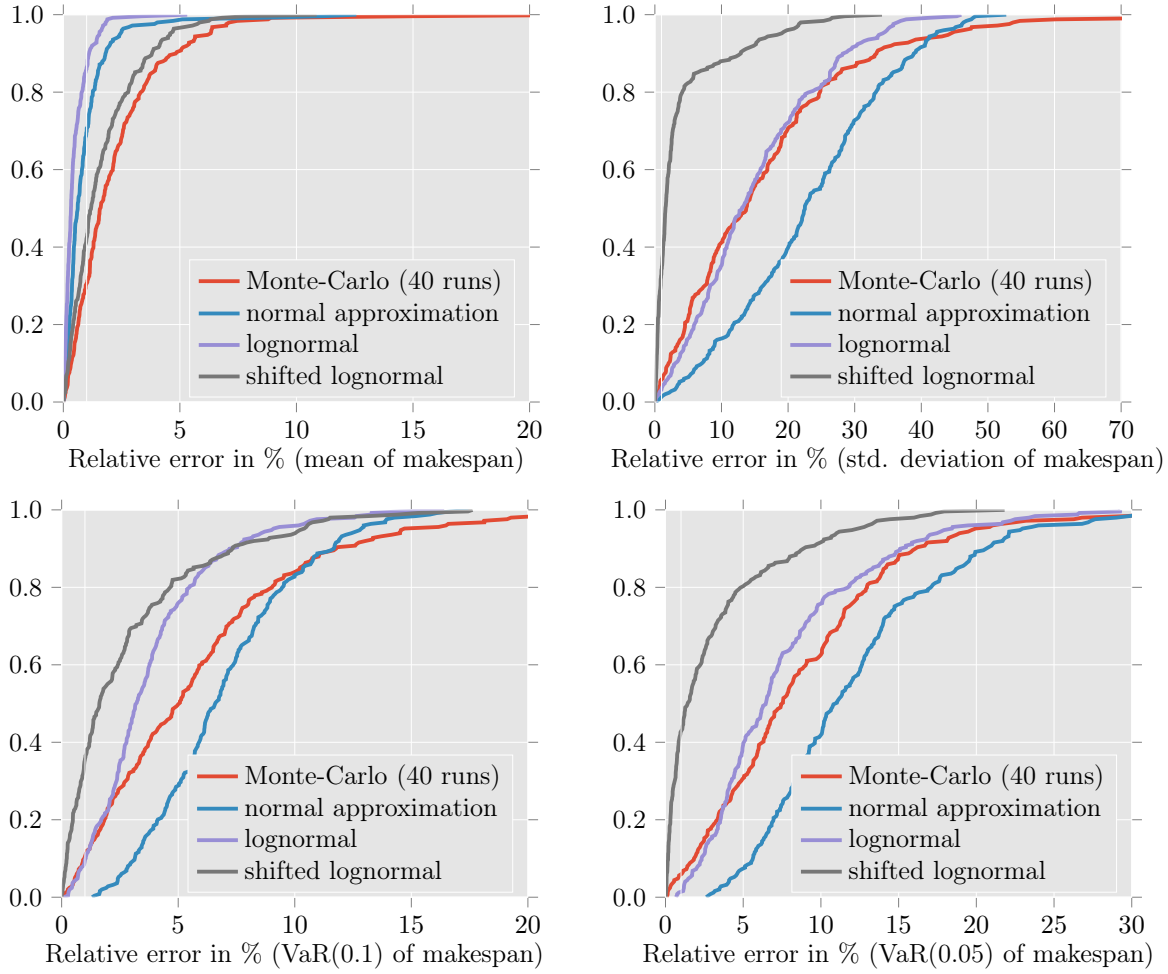 1.0
0.8
0.6
0.4
0.2
0.0
Monte-Carlo (40 runs)
normal approximation
lognormal
shifted lognormal
0 5 10 15 20
Relative error in % (mean of makespan)
1.0
0.8
0.6
0.4
0.2
0.0
Monte-Carlo (40 runs)
normal approximation
lognormal
shifted lognormal
0 10 20 30 40 50 60 70
Relative error in % (std. deviation of makespan)
1.0
0.8
0.6
0.4
0.2
0.0
Monte-Carlo (40 runs)
normal approximation
lognormal
shifted lognormal
0 5 10 15 20
Relative error in % (VaR(0.1) of makespan)
1.0
0.8
0.6
0.4
0.2
0.0
Monte-Carlo (40 runs)
normal approximation
lognormal
shifted lognormal
0 5 10 15 20 25 30
Relative error in % (VaR(0.05) of makespan)